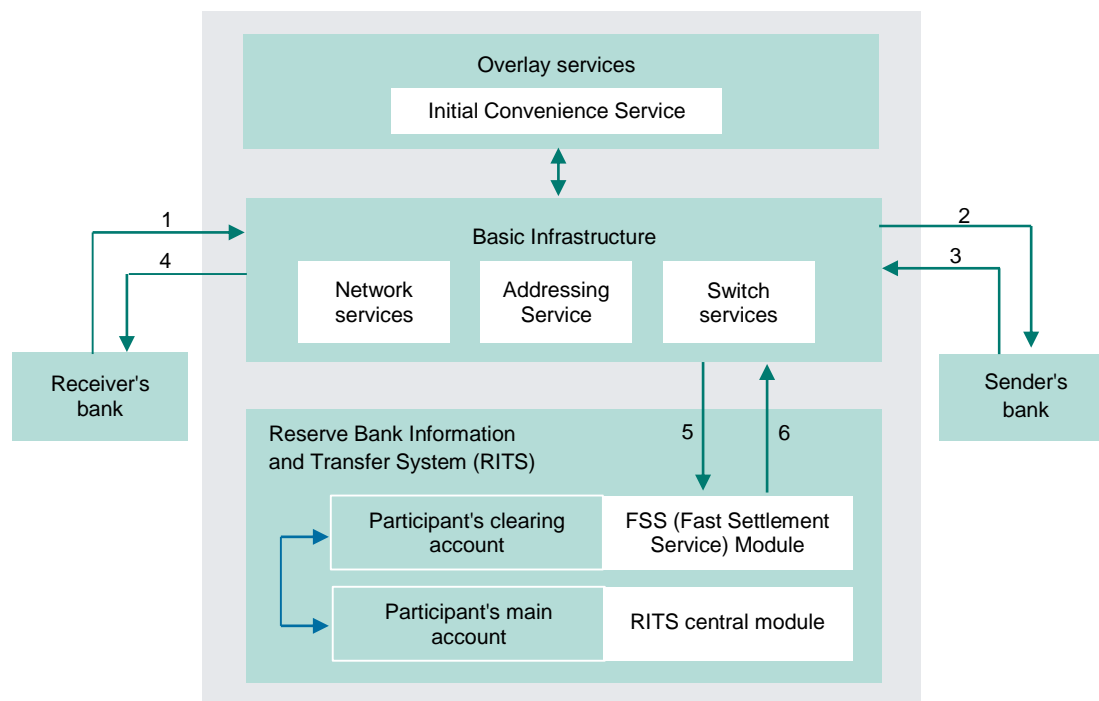 Overlay services
Initial Convenience Service
1
2
Basic Infrastructure
4
3
Network
services
Addressing
Service
Switch
services
Receiver's
bank
Sender's
bank
Reserve Bank Information
and Transfer System (RITS)
5
6
Participant's clearing
account
FSS (Fast Settlement
Service) Module
Participant's main
account
RITS central module